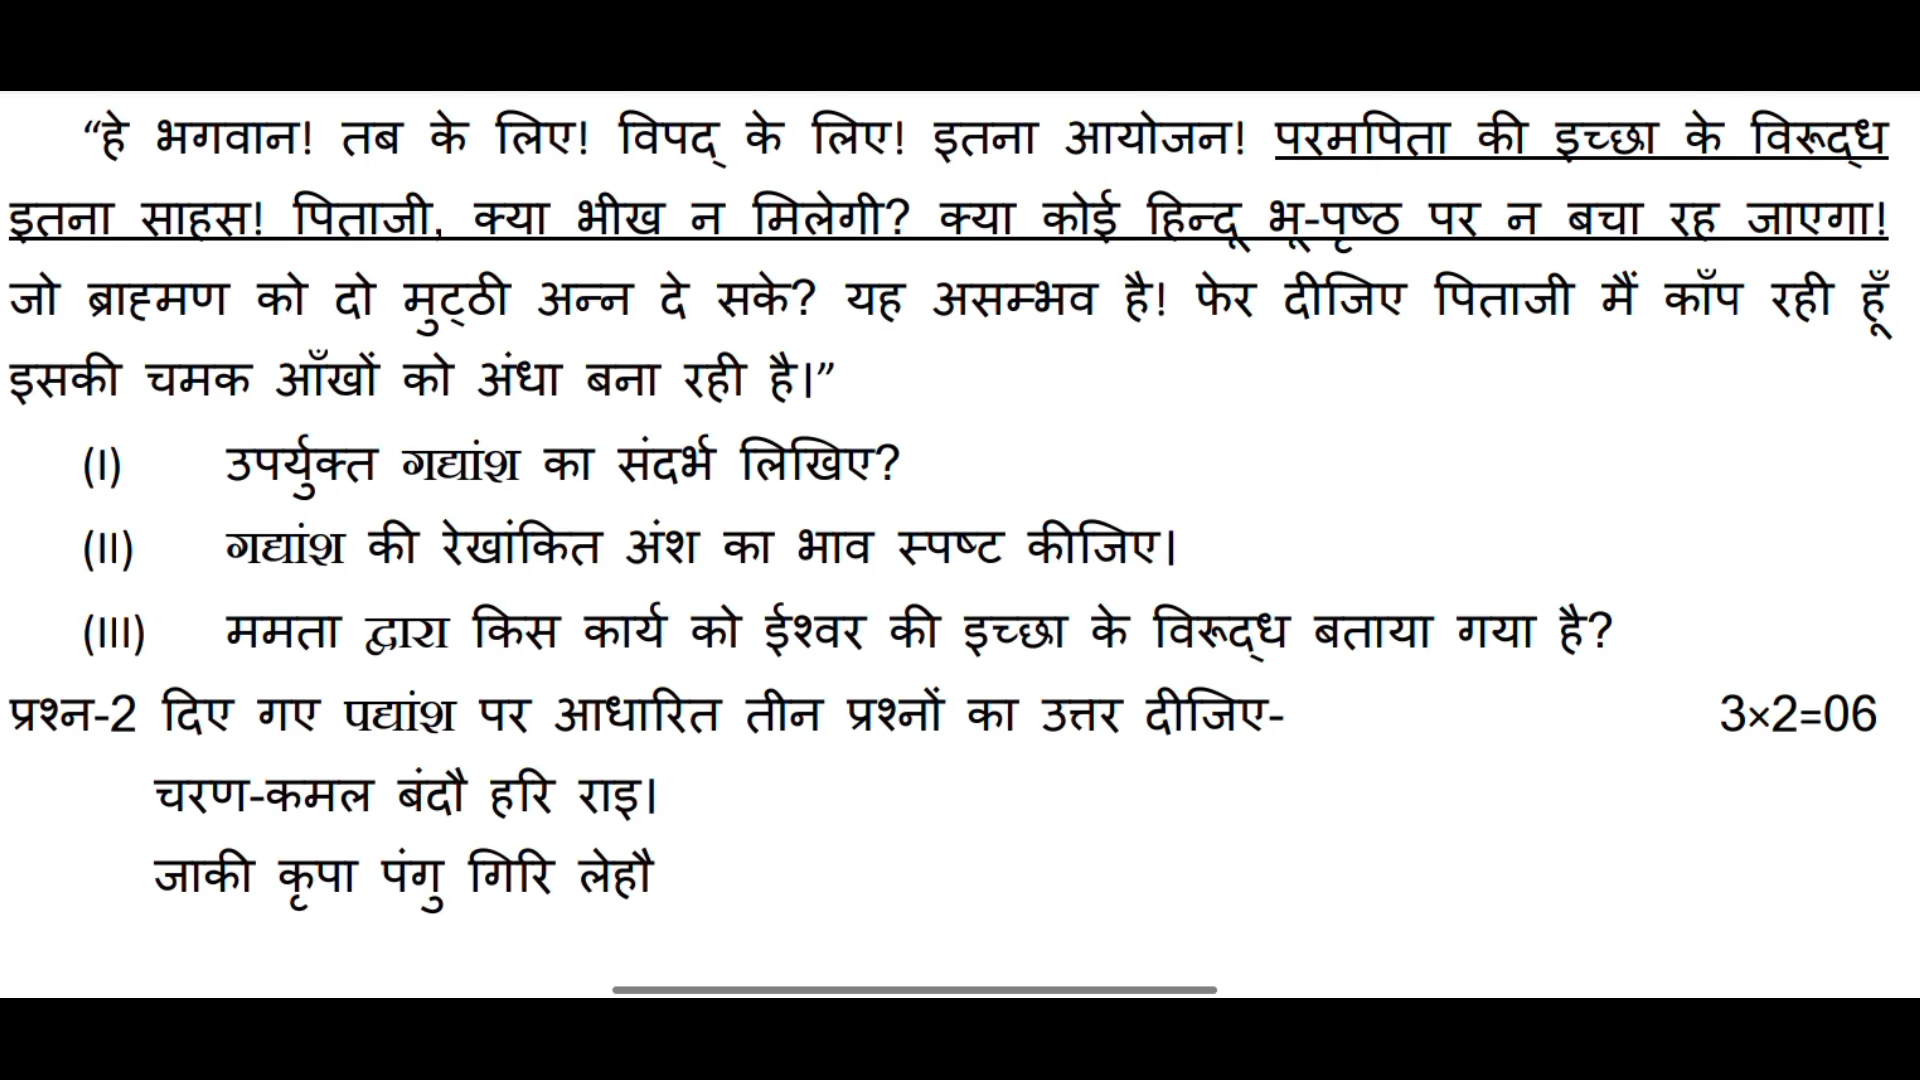 “हे भगवान! तब के लिए! विपद् के लिए! इतना आयोजन! परमपिता की इच्छा के विरूद्ध
इतना साहस! पिताजी, क्या भीख न मिलेगी? क्या कोई हिन्दू भू-पृष्ठ पर न बचा रह जाएगा!
जो ब्राह्मण को दो मुट्ठी अन्न दे सके? यह असम्भव है! फेर दीजिए पिताजी मैं काँप रही हूँ
इसकी चमक आँखों को अंधा बना रही है।”
(I) उपर्युक्त गद्यांश का संदर्भ लिखिए?
(II) गद्यांश की रेखांकित अंश का भाव स्पष्ट कीजिए।
(III) ममता द्वारा किस कार्य को ईश्वर की इच्छा के विरूद्ध बताया गया है?
प्रश्न-2 दिए गए पद्यांश पर आधारित तीन प्रश्नों का उत्तर दीजिए- 3×2=06
चरण-कमल बंदौ हरि राइ।
जाकी कृपा पंगु गिरि लेहौ